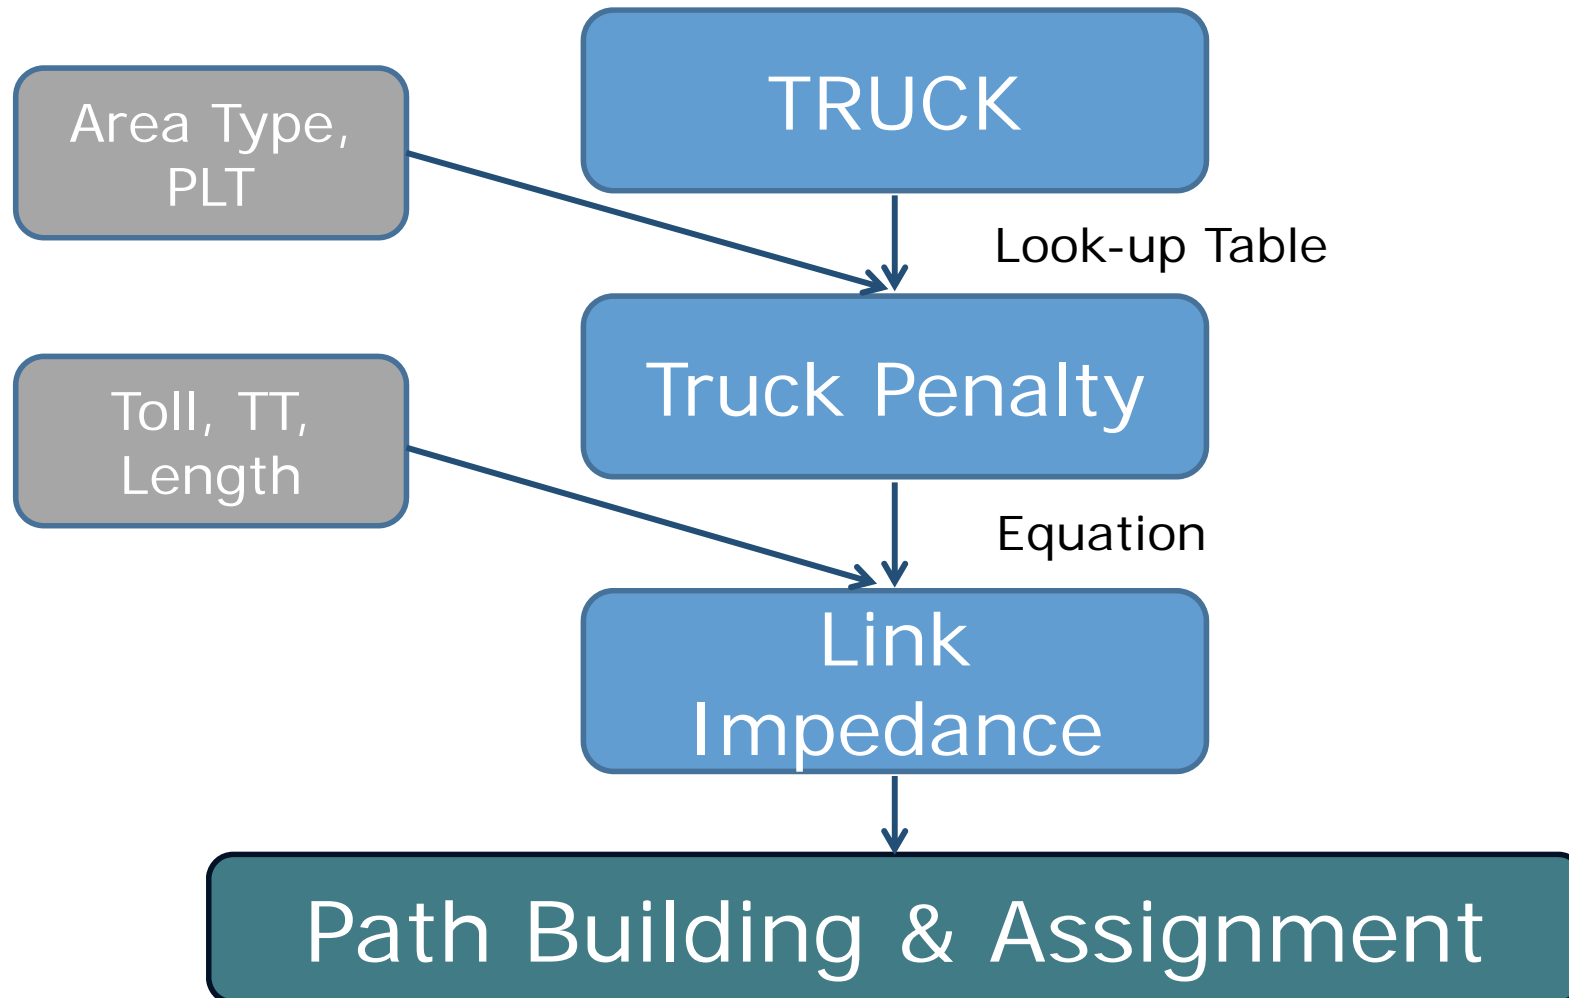 TRUCK
Area Type,
PLT
Look-up Table
Truck Penalty
Toll, TT,
Length
Equation
Link
Impedance
Path Building & Assignment